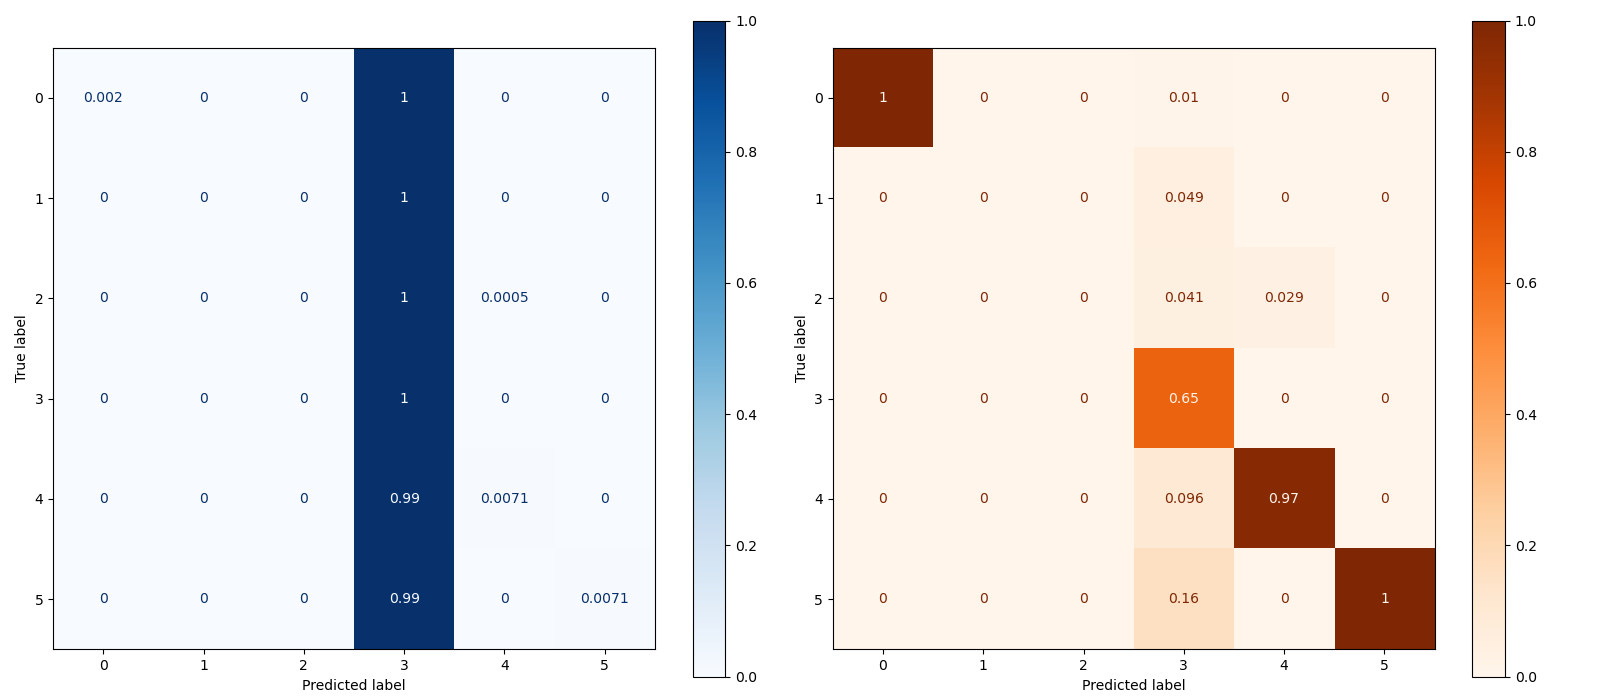 0 0.002 0 0 1 0 0
1 0 0 0 1 0 0
2 0 0 0 1 0.0005 0
3 0 0 0 1 0 0
4 0 0 0 0.99 0.0071 0
5 0 0 0 0.99 0 0.0071
0 1 2 3 4 5
True label
Predicted label
1.0
0.8
0.6
0.4
0.2
0.0
0 1 0 0 0.01 0 0
1 0 0 0 0.049 0 0
2 0 0 0 0.041 0.029 0
3 0 0 0 0.65 0 0
4 0 0 0 0.096 0.97 0
5 0 0 0 0.16 0 1
0 1 2 3 4 5
True label
Predicted label
1.0
0.8
0.6
0.4
0.2
0.0